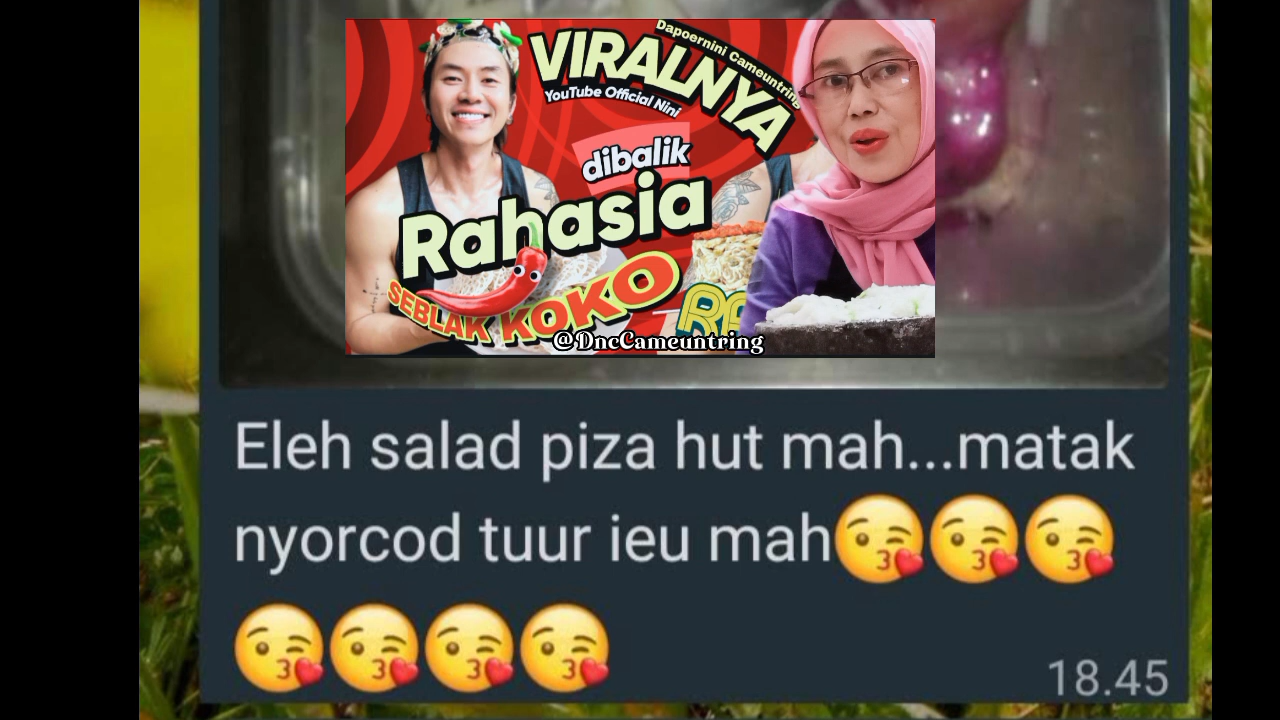 Dapoernini Cameuntring
VIRALNYA
YouTube Official Nini
dibalik
Rahasia
SEBLAK KOKO
@DncCameuntring
Eleh salad piza hut mah...matak
nyorcod tuur ieu mah😘😘😘
😘😘😘😘
18.45